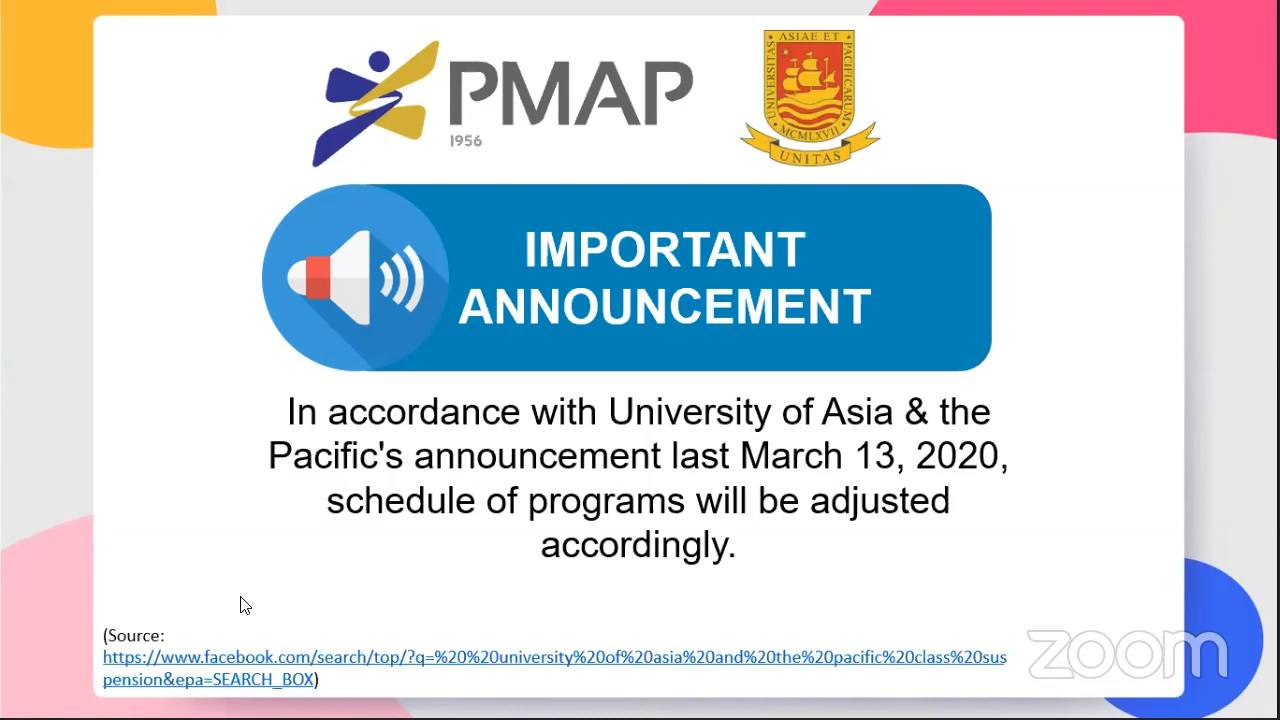 PMAP
1956
UNIVERSITAS ASIAE ET PACIFICARUM
MCMLXVII
UNITAS
IMPORTANT
ANNOUNCEMENT
In accordance with University of Asia & the
Pacific's announcement last March 13, 2020,
schedule of programs will be adjusted
accordingly.
(Source:
https://www.facebook.com/search/top/?q=%20%20university%20of%20asia%20and%20the%20pacific%20class%20sus
pension&epa=SEARCH_BOX)
zoom